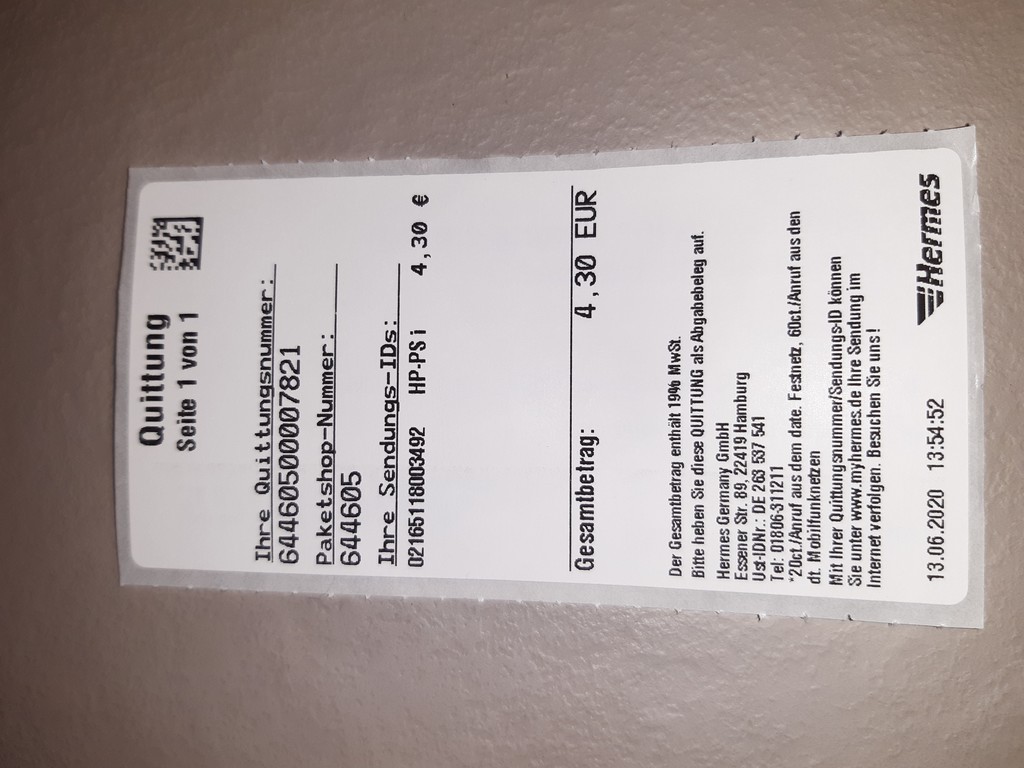 Quittung
Seite 1 von 1
Ihre Quittungsnummer:
6446050000007821
Paketshop-Nummer:
644605
Ihre Sendungs-IDs:
02165118003492 HP-PSi 4,30 €
Gesamtbetrag: 4,30 EUR
Der Gesamtbetrag enthält 19% MwSt.
Bitte heben Sie diese QUITTUNG als Abgabebeleg auf.
Hermes Germany GmbH
Essener Str. 89, 22419 Hamburg
Ust-IDNr.: DE 263 537 541
Tel: 01806-311211
*20ct./Anruf aus dem date. Festnetz, 60ct./Anruf aus den
dt. Mobilfunknetzen
Mit Ihrer Quittungsnummer/Sendungs-ID können
Sie unter www.myhermes.de Ihre Sendung im
Internet verfolgen. Besuchen Sie uns!
13.06.2020 13:54:52
Hermes